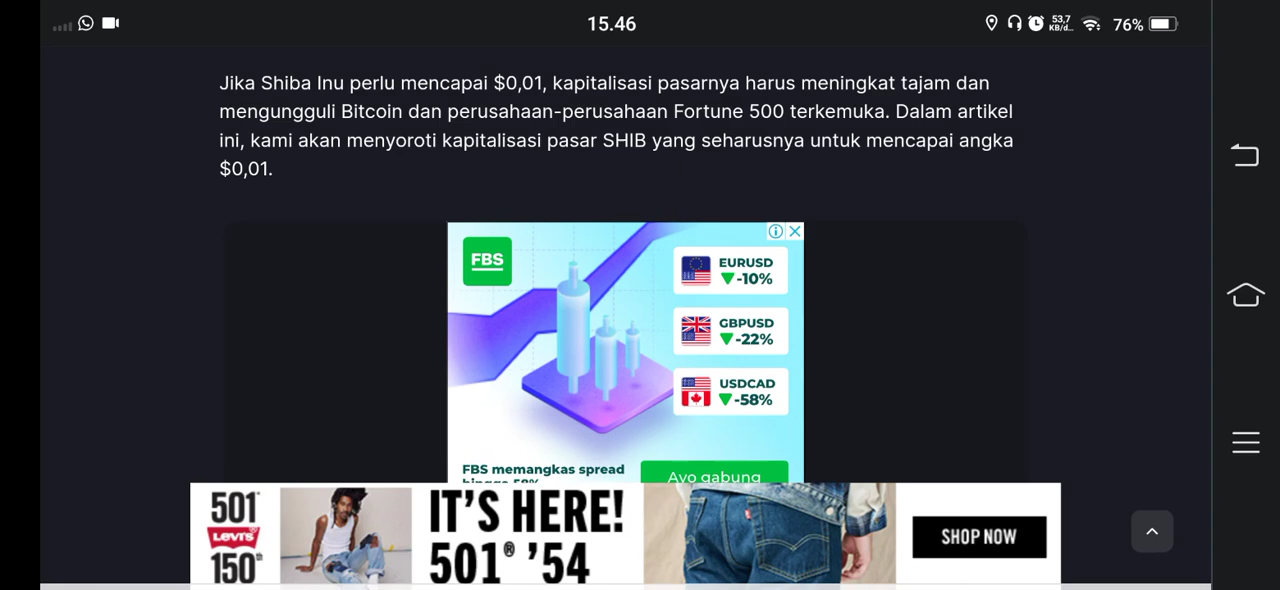 15.46
53,7
KB/d...
76%
Jika Shiba Inu perlu mencapai $0,01, kapitalisasi pasarnya harus meningkat tajam dan
mengungguli Bitcoin dan perusahaan-perusahaan Fortune 500 terkemuka. Dalam artikel
ini, kami akan menyoroti kapitalisasi pasar SHIB yang seharusnya untuk mencapai angka
$0,01.
FBS
EURUSD
▼-10%
GBPUSD
▼-22%
USDCAD
▼-58%
FBS memangkas spread
hingga 58%
Ayo gabung
501®
LEVI'S
150th
IT'S HERE!
501® '54
SHOP NOW